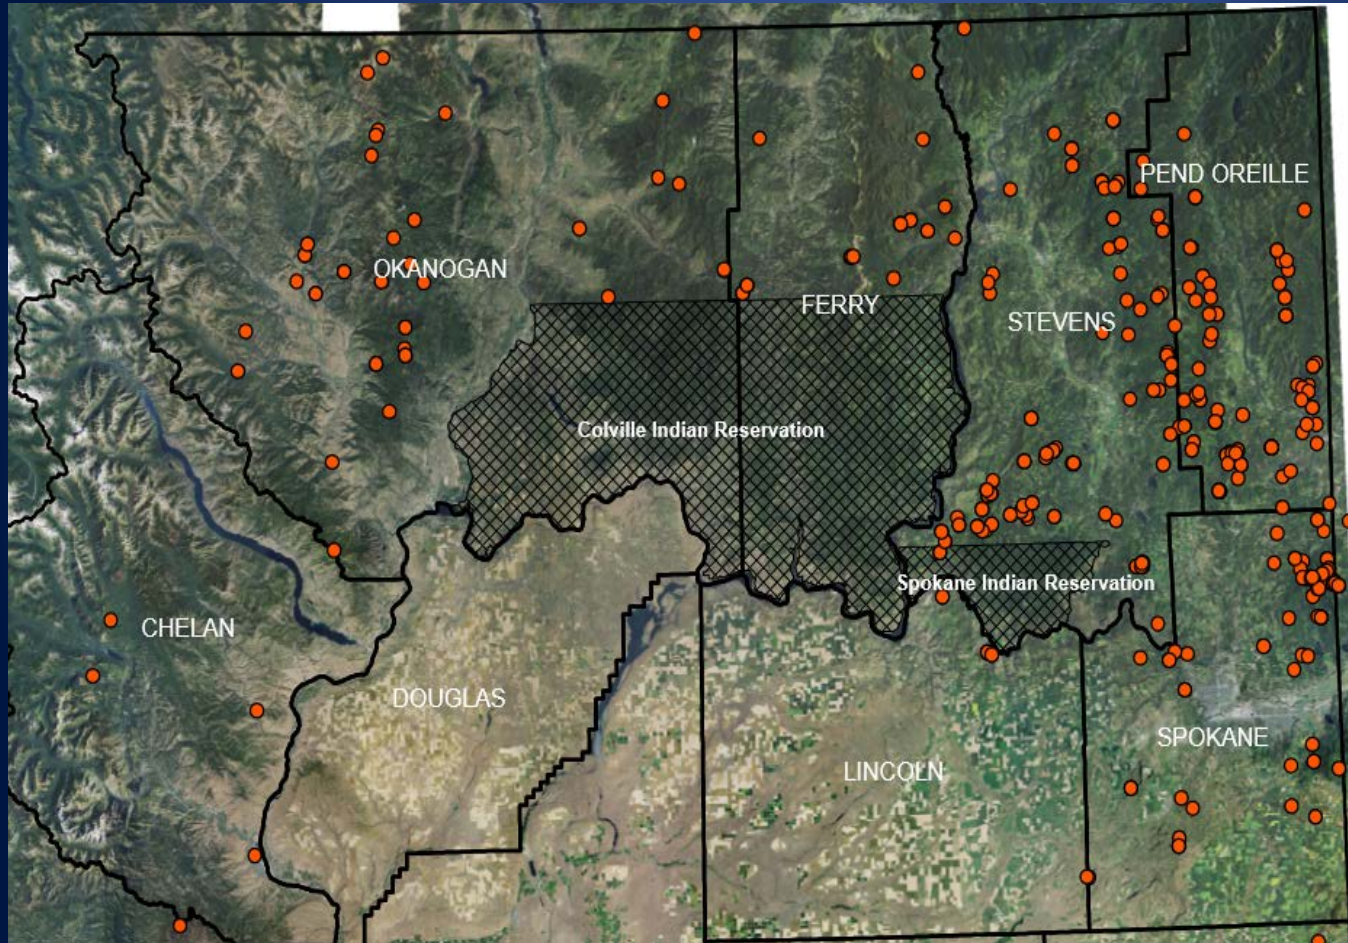 PEND OREILLE
OKANOGAN
FERRY
STEVENS
Colville Indian Reservation
Spokane Indian Reservation
CHELAN
DOUGLAS
SPOKANE
LINCOLN